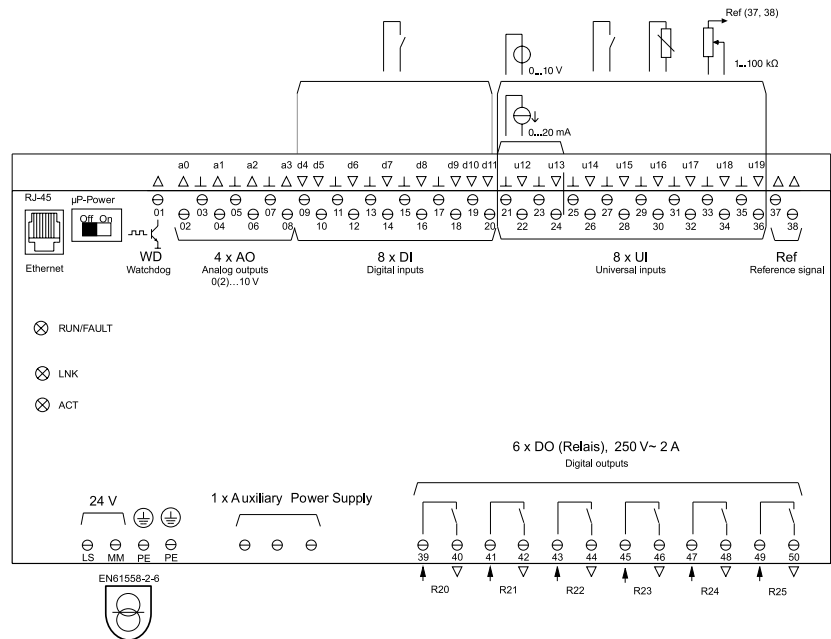 Ref (37, 38)
0...10 V
1...100 kΩ
0...20 mA
a0 a1 a2 a3 d4 d5 d6 d7 d8 d9 d10 d11 u12 u13 u14 u15 u16 u17 u18 u19
RJ-45
µP-Power
Off On
01 03 05 07 09 11 13 15 17 19 21 23 25 27 29 31 33 35 37
02 04 06 08 10 12 14 16 18 20 22 24 26 28 30 32 34 36 38
Ethernet
WD
Watchdog
4 x AO
Analog outputs
0(2)...10 V
8 x DI
Digital inputs
8 x UI
Universal inputs
Ref
Reference signal
RUN/FAULT
LNK
ACT
6 x DO (Relais), 250 V~ 2 A
Digital outputs
24 V
1 x Auxiliary Power Supply
LS MM PE PE
39 40 41 42 43 44 45 46 47 48 49 50
EN61558-2-6
R20 R21 R22 R23 R24 R25